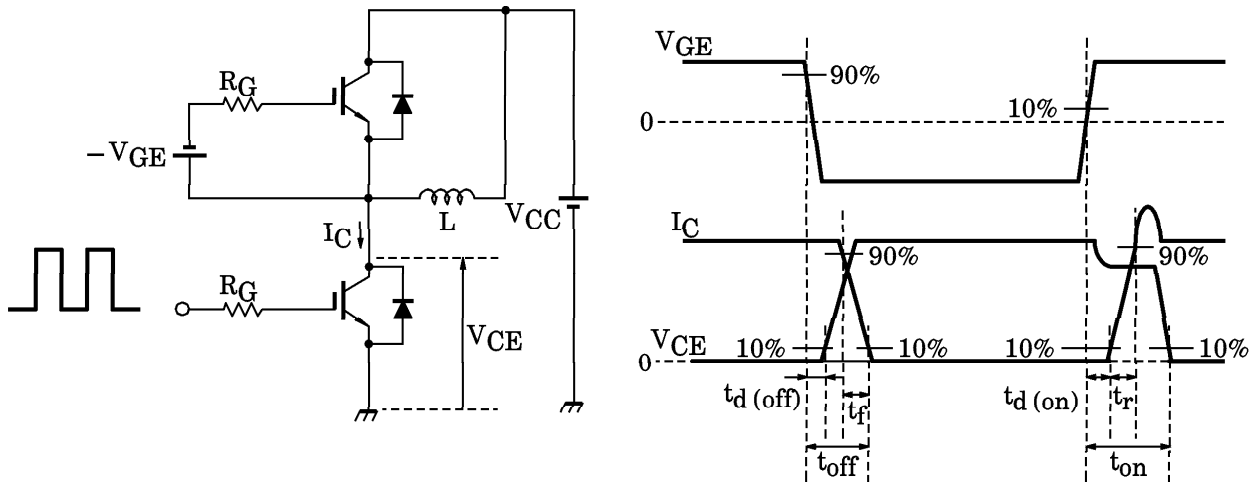 RG
−VGE
L
VCC
IC
RG
VCE
VGE
90%
10%
0
IC
90%
90%
VCE
10%
10%
10%
10%
0
td (off)
tf
td (on)
tr
toff
ton